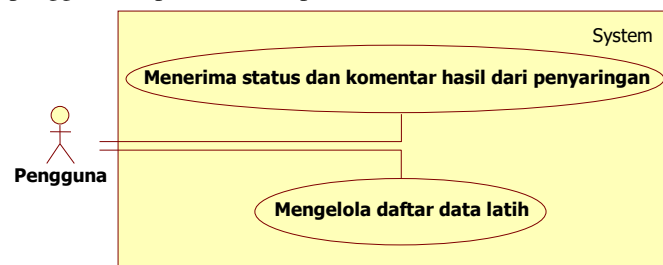 System
Menerima status dan komentar hasil dari penyaringan
Pengguna
Mengelola daftar data latih